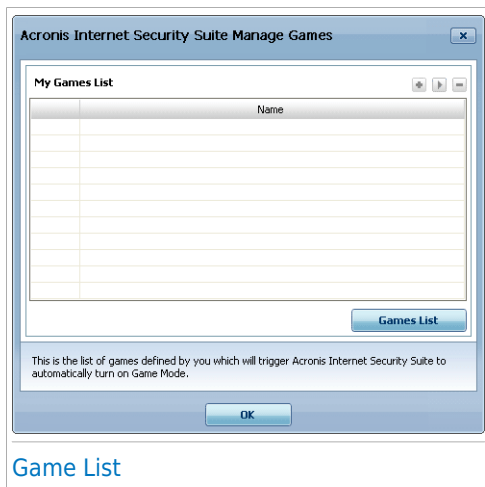 Acronis Internet Security Suite Manage Games
My Games List
Name
Games List
This is the list of games defined by you which will trigger Acronis Internet Security Suite to
automatically turn on Game Mode.
OK
Game List